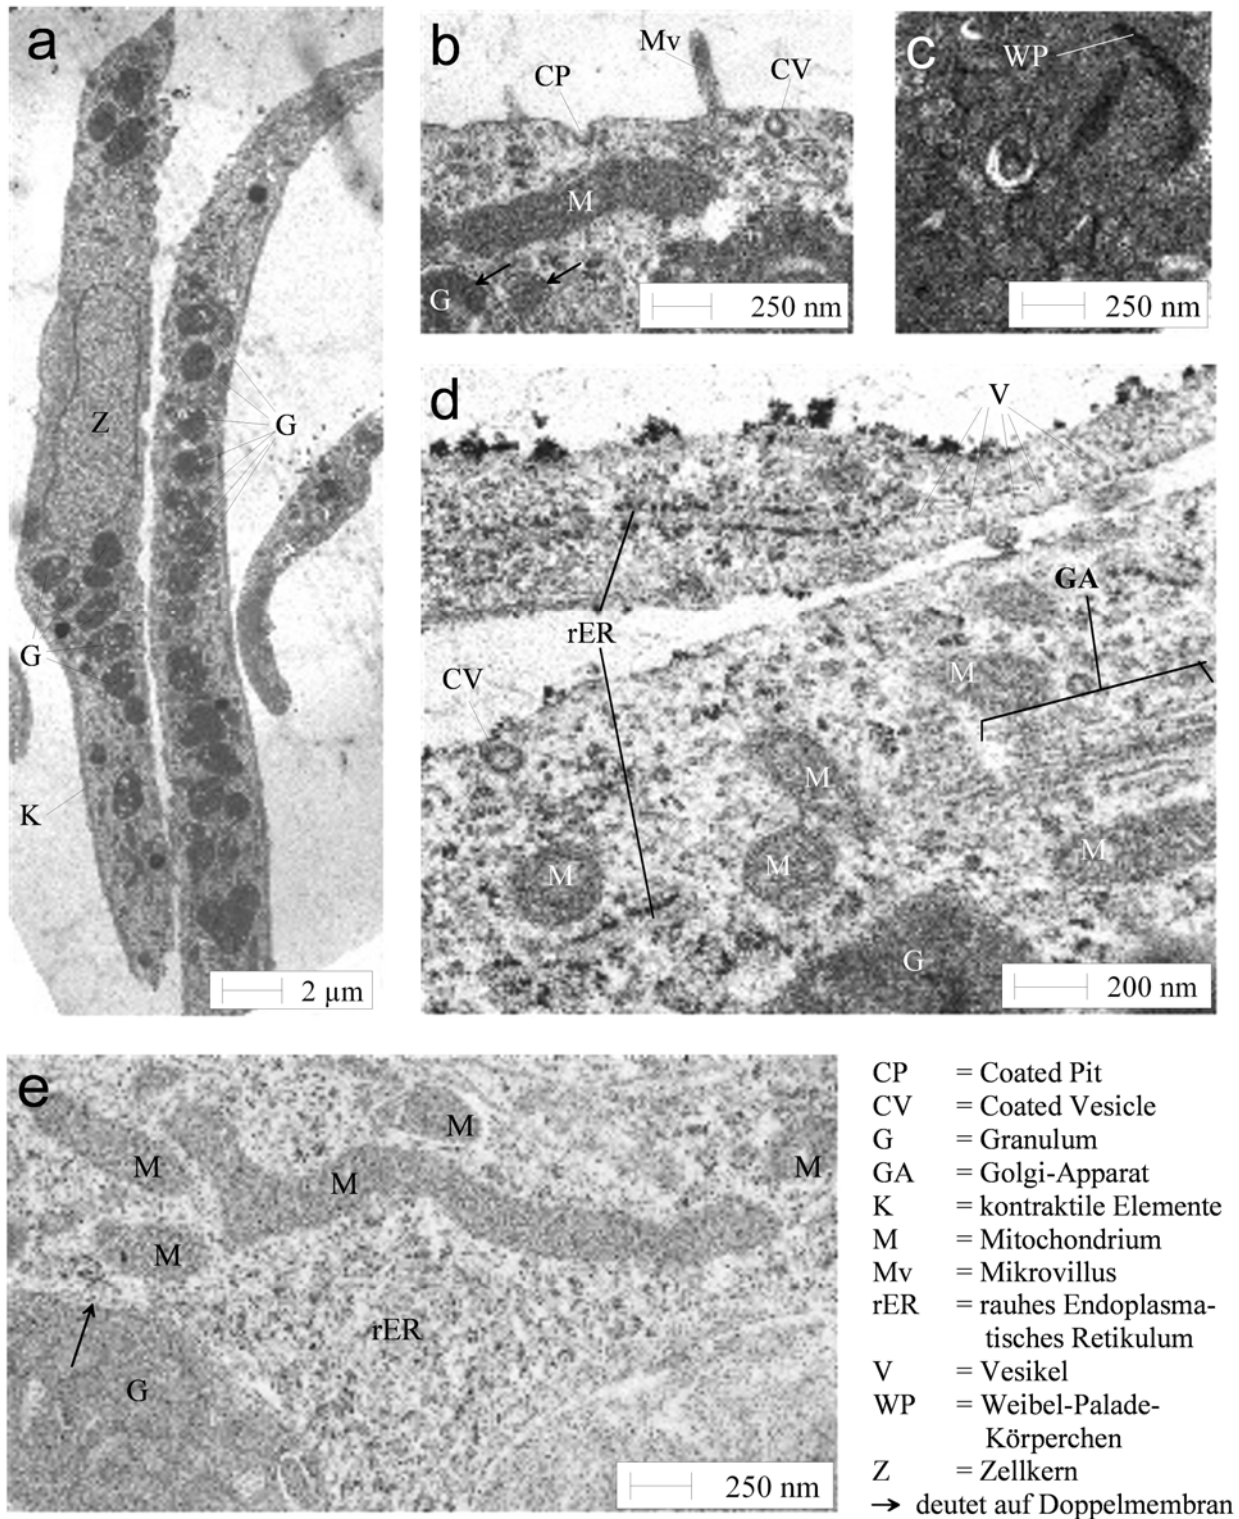 a
Z
G
G
K
2 µm
b
Mv
CP
CV
M
G
250 nm
c
WP
250 nm
d
V
GA
rER
M
CV
M
M
M
M
G
200 nm
e
M
M
M
M
M
rER
G
250 nm
CP = Coated Pit
CV = Coated Vesicle
G = Granulum
GA = Golgi-Apparat
K = kontraktile Elemente
M = Mitochondrium
Mv = Mikrovillus
rER = rauhes Endoplasma-
tisches Retikulum
V = Vesikel
WP = Weibel-Palade-
Körperchen
Z = Zellkern
→ deutet auf Doppelmembran